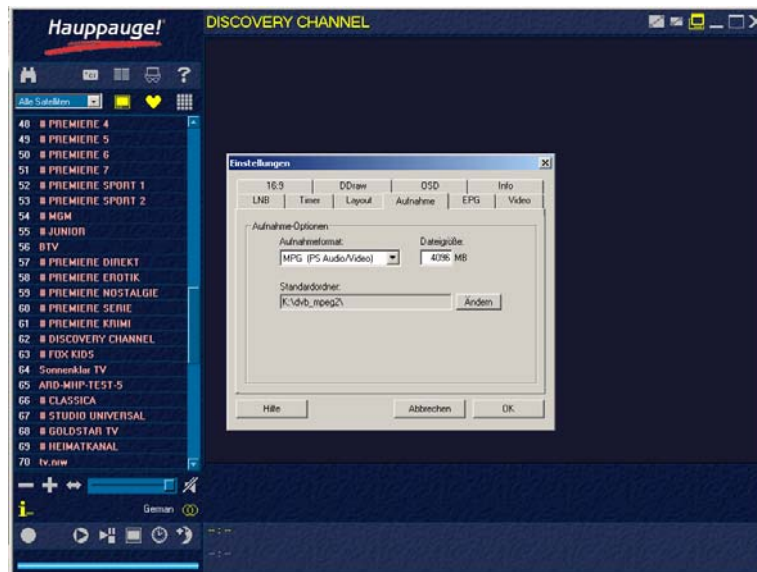 Hauppauge!
DISCOVERY CHANNEL
Alle Satelliten
48 # PREMIERE 4
49 # PREMIERE 5
50 # PREMIERE 6
51 # PREMIERE 7
52 # PREMIERE SPORT 1
53 # PREMIERE SPORT 2
54 # MGM
55 # JUNIOR
56 BTV
57 # PREMIERE DIREKT
58 # PREMIERE EROTIK
59 # PREMIERE NOSTALGIE
60 # PREMIERE SERIE
61 # PREMIERE KRIMI
62 # DISCOVERY CHANNEL
63 # FOX KIDS
64 Sonnenklar TV
65 ARD-MHP-TEST-5
66 # CLASSICA
67 # STUDIO UNIVERSAL
68 # GOLDSTAR TV
69 # HEIMATKANAL
70 tv.nrw
German
--:--
--:--
Einstellungen
16:9 DDraw OSD Info
LNB Timer Layout Aufnahme EPG Video
Aufnahme-Optionen
Aufnahmeformat: Dateigröße:
MPG (PS Audio/Video) 4096 MB
Standardordner:
K:\dvb_mpeg2\ Ändern
Hilfe Abbrechen OK